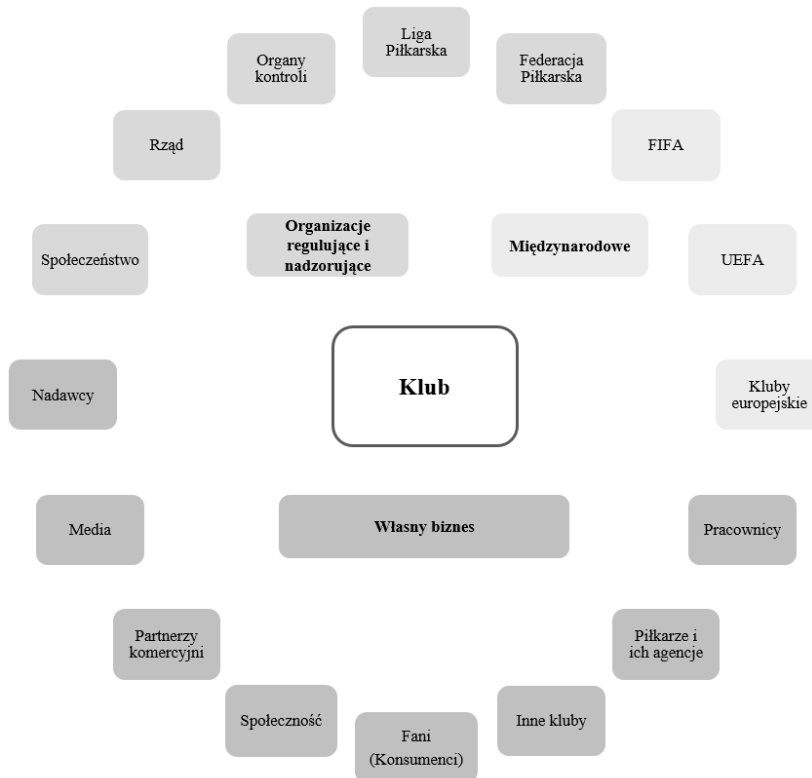 Liga
Piłkarska
Organy
kontroli
Federacja
Piłkarska
Rząd
FIFA
Organizacje
regulujące i
nadzorujące
Międzynarodowe
Społeczeństwo
UEFA
Klub
Nadawcy
Kluby
europejskie
Media
Własny biznes
Pracownicy
Partnerzy
komercyjni
Piłkarze i
ich agencje
Społeczność
Inne kluby
Fani
(Konsumenci)